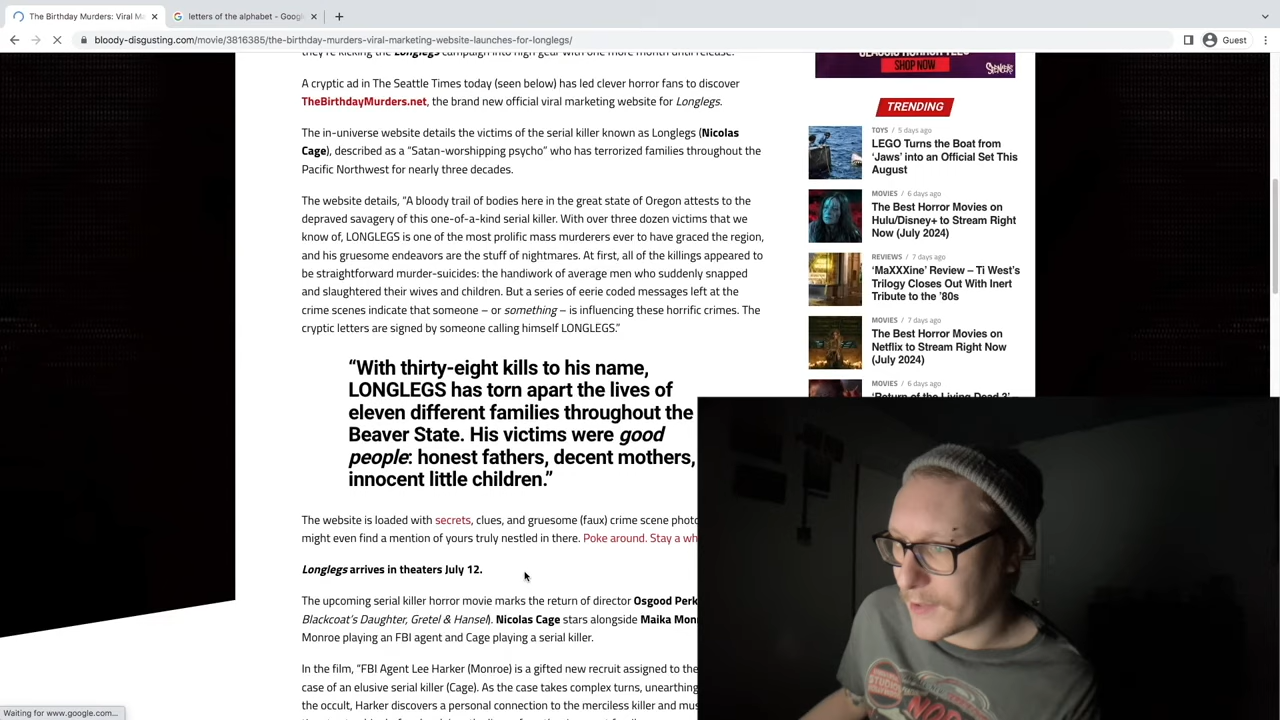 The Birthday Murders: Viral Ma
letters of the alphabet - Googl
bloody-disgusting.com/movie/3816385/the-birthday-murders-viral-marketing-website-launches-for-longlegs/
Guest
they're kicking the Longlegs campaign into high gear with one more month until release.
A cryptic ad in The Seattle Times today (seen below) has led clever horror fans to discover
TheBirthdayMurders.net, the brand new official viral marketing website for Longlegs.
The in-universe website details the victims of the serial killer known as Longlegs (Nicolas
Cage), described as a “Satan-worshipping psycho” who has terrorized families throughout the
Pacific Northwest for nearly three decades.
The website details, “A bloody trail of bodies here in the great state of Oregon attests to the
depraved savagery of this one-of-a-kind serial killer. With over three dozen victims that we
know of, LONGLEGS is one of the most prolific mass murderers ever to have graced the region,
and his gruesome endeavors are the stuff of nightmares. At first, all of the killings appeared to
be straightforward murder-suicides: the handiwork of average men who suddenly snapped
and slaughtered their wives and children. But a series of eerie coded messages left at the
crime scenes indicate that someone – or something – is influencing these horrific crimes. The
cryptic letters are signed by someone calling himself LONGLEGS.”
“With thirty-eight kills to his name,
LONGLEGS has torn apart the lives of
eleven different families throughout the
Beaver State. His victims were good
people: honest fathers, decent mothers,
innocent little children.”
The website is loaded with secrets, clues, and gruesome (faux) crime scene photo
might even find a mention of yours truly nestled in there. Poke around. Stay a wh
Longlegs arrives in theaters July 12.
The upcoming serial killer horror movie marks the return of director Osgood Perk
Blackcoat's Daughter, Gretel & Hansel). Nicolas Cage stars alongside Maika Mon
Monroe playing an FBI agent and Cage playing a serial killer.
In the film, “FBI Agent Lee Harker (Monroe) is a gifted new recruit assigned to the
case of an elusive serial killer (Cage). As the case takes complex turns, unearthing
the occult, Harker discovers a personal connection to the merciless killer and mus
SHOP NOW
Spencers
TRENDING
TOYS / 5 days ago
LEGO Turns the Boat from
‘Jaws’ into an Official Set This
August
MOVIES / 6 days ago
The Best Horror Movies on
Hulu/Disney+ to Stream Right
Now (July 2024)
REVIEWS / 7 days ago
‘MaXXXine’ Review – Ti West's
Trilogy Closes Out With Inert
Tribute to the ’80s
MOVIES / 7 days ago
The Best Horror Movies on
Netflix to Stream Right Now
(July 2024)
MOVIES / 6 days ago
‘Return of the Living Dead 3’
Waiting for www.google.com...